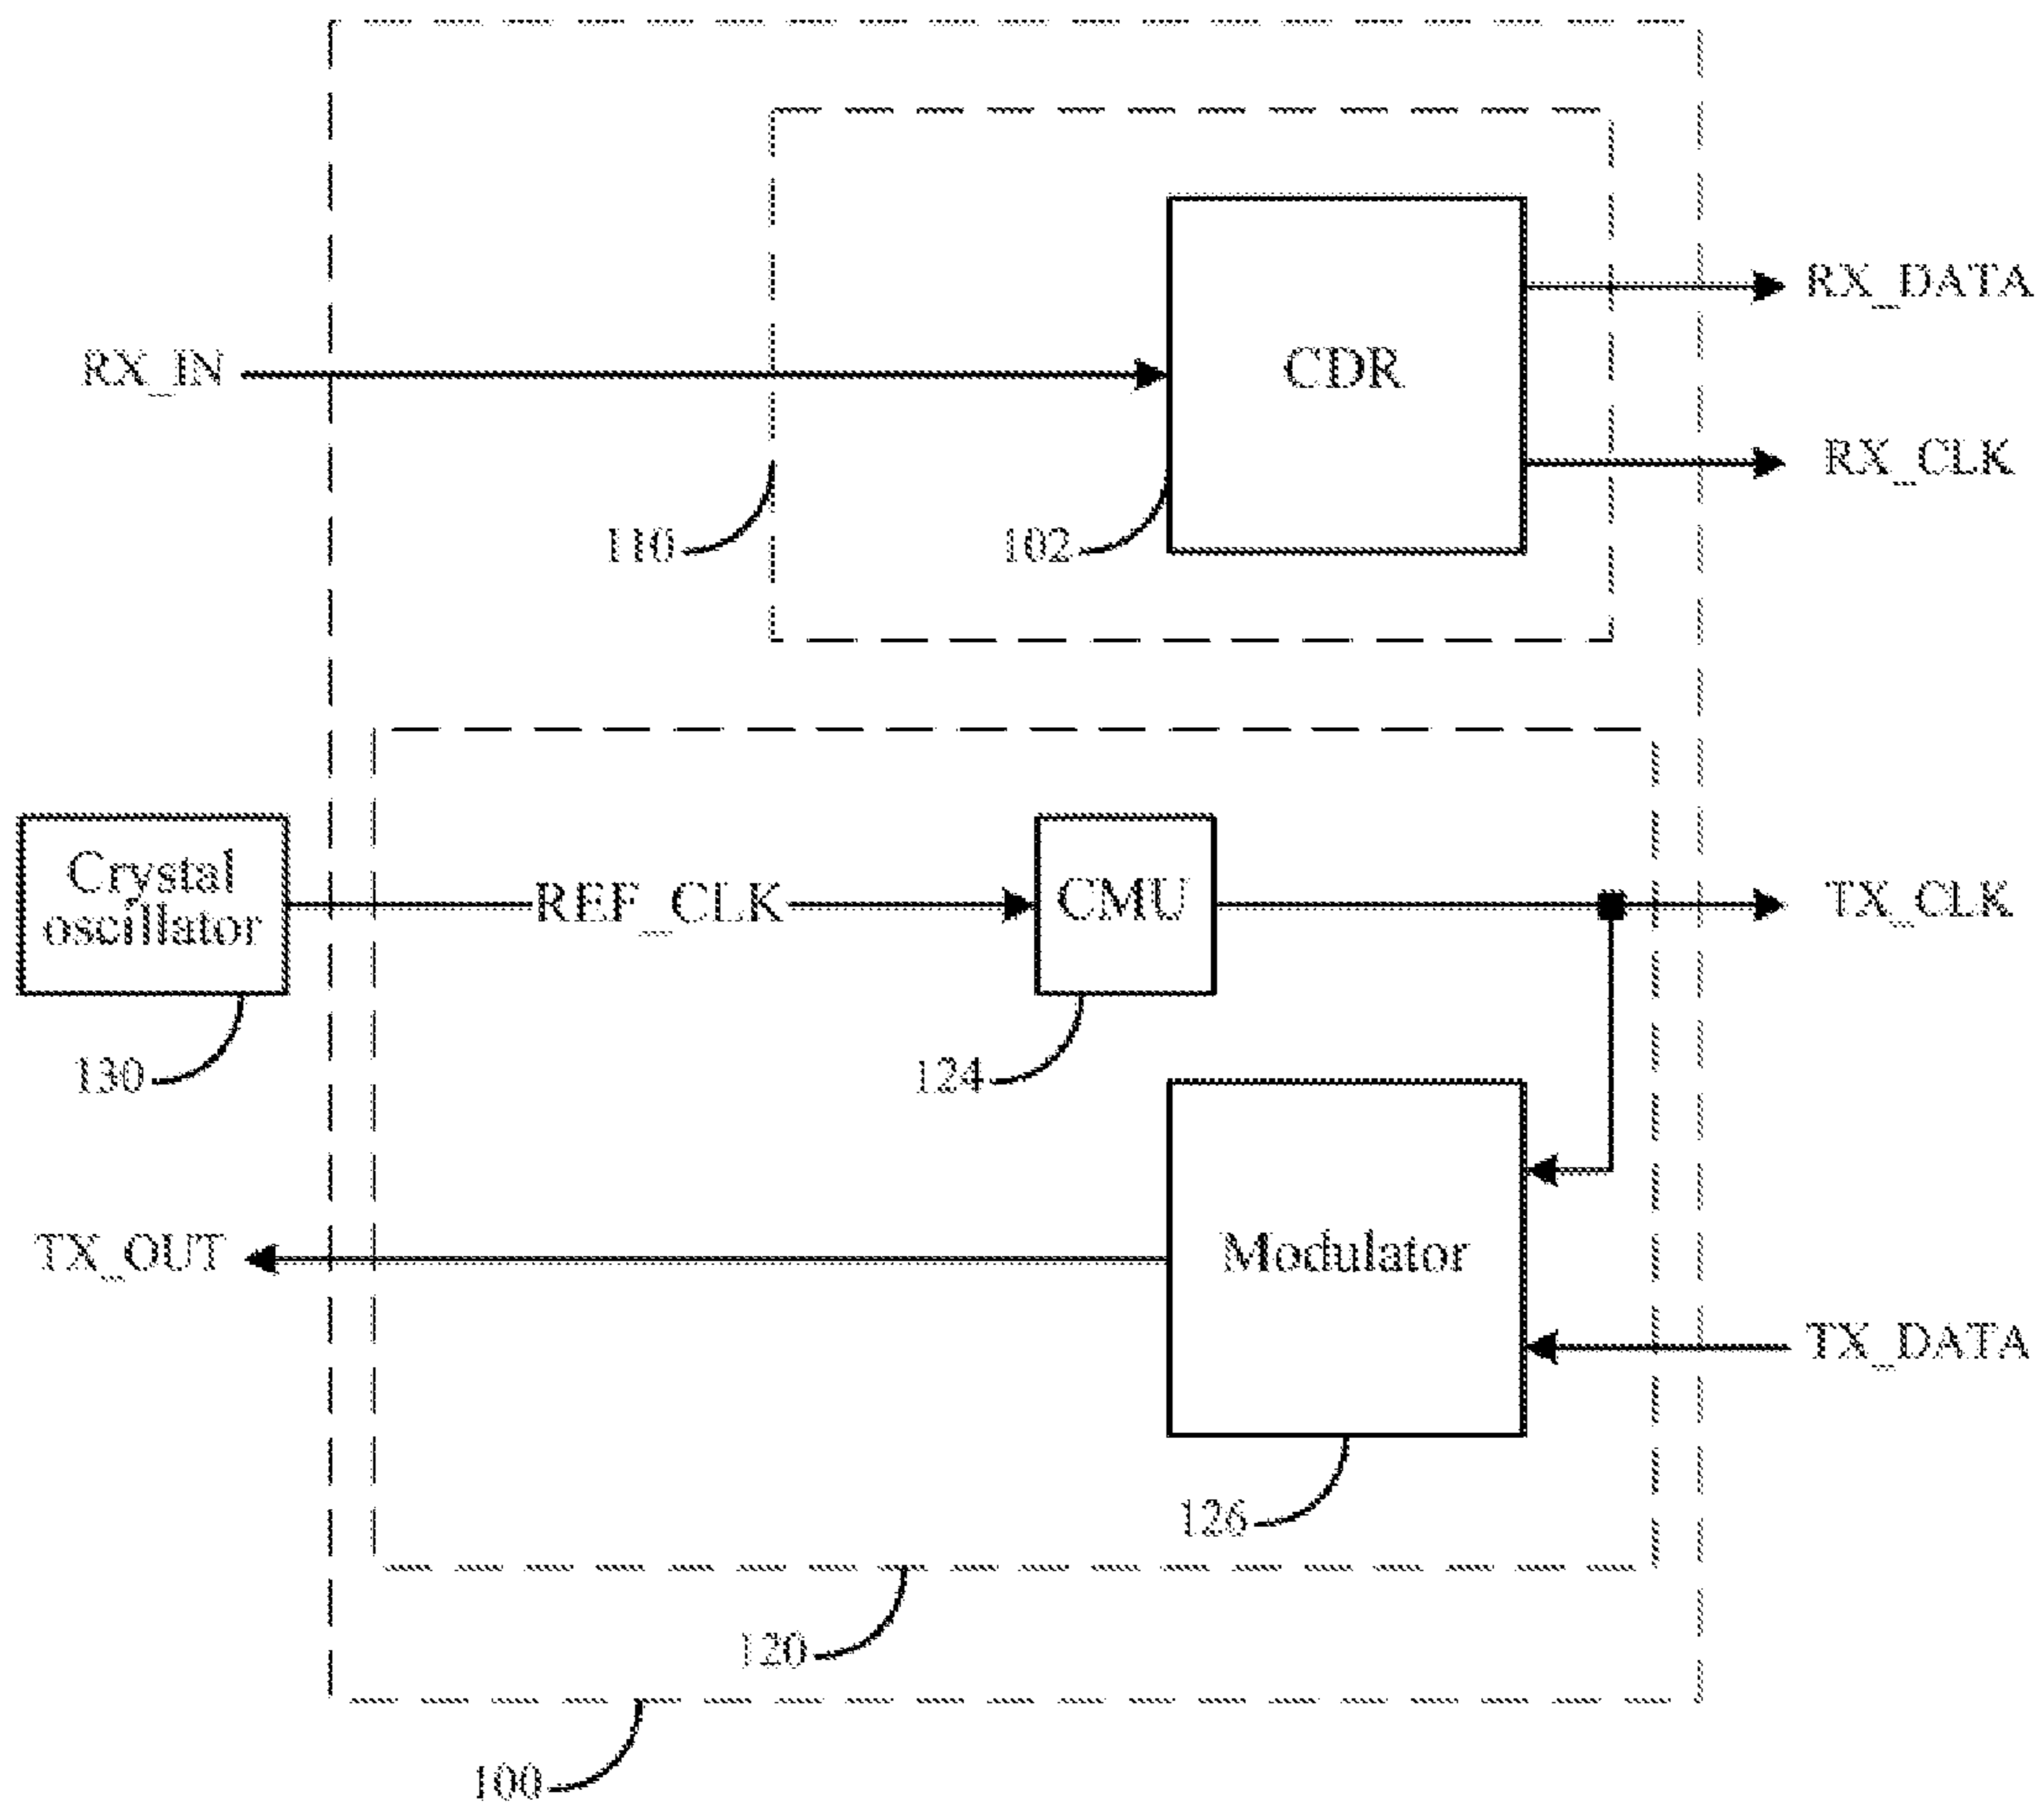 RX_DATA
RX_IN
CDR
RX_CLK
110
102
Crystal
oscillator
REF_CLK
CMU
TX_CLK
130
124
TX_OUT
Modulator
TX_DATA
126
120
100